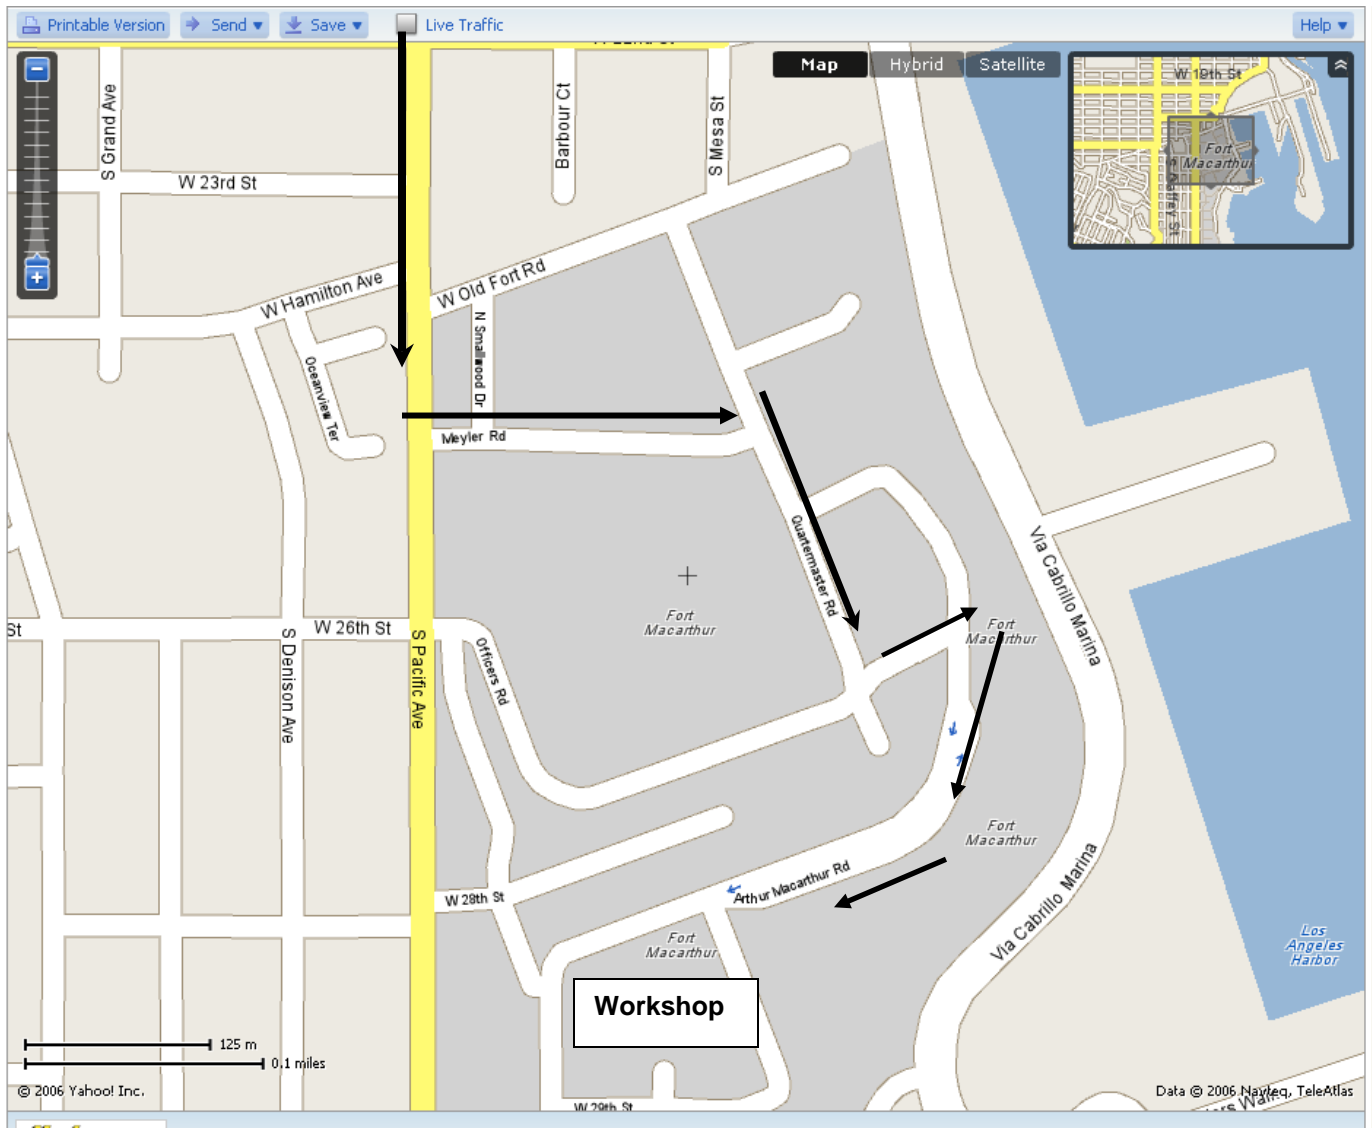 Printable Version
Send
Save
Live Traffic
Help
W 22nd St
Map
Hybrid
Satellite
W 19th St
Fort
Macarthur
S Gaffey St
S Grand Ave
Barbour Ct
S Mesa St
W 23rd St
W Hamilton Ave
W Old Fort Rd
N Smallwood Dr
Oceanview Ter
Meyler Rd
Quartermaster Rd
Via Cabrillo Marina
Fort
Macarthur
Fort
Macarthur
St
W 26th St
S Denison Ave
S Pacific Ave
Officers Rd
Fort
Macarthur
Arthur Macarthur Rd
W 28th St
Via Cabrillo Marina
Fort
Macarthur
Los
Angeles
Harbor
Workshop
125 m
0.1 miles
© 2006 Yahoo! Inc.
W 29th St
Data © 2006 Navteq, TeleAtlas